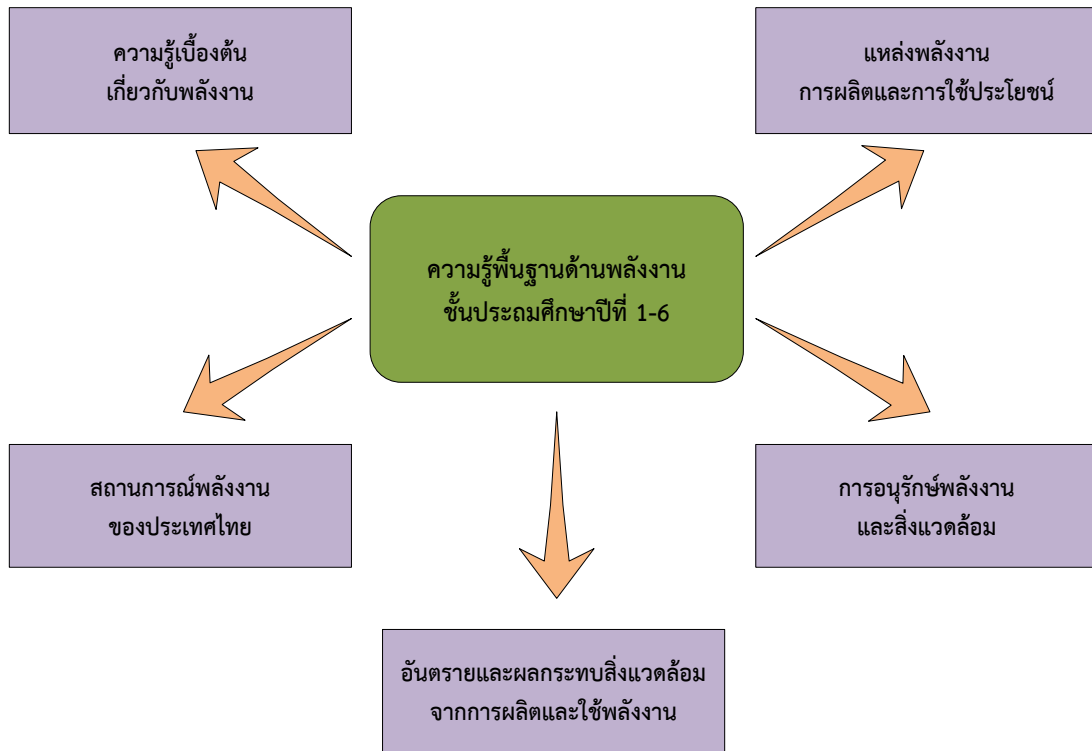 ความรู้เบื้องต้น
เกี่ยวกับพลังงาน
แหล่งพลังงาน
การผลิตและการใช้ประโยชน์
ความรู้พื้นฐานด้านพลังงาน
ชั้นประถมศึกษาปีที่ 1-6
สถานการณ์พลังงาน
ของประเทศไทย
การอนุรักษ์พลังงาน
และสิ่งแวดล้อม
อันตรายและผลกระทบสิ่งแวดล้อม
จากการผลิตและใช้พลังงาน